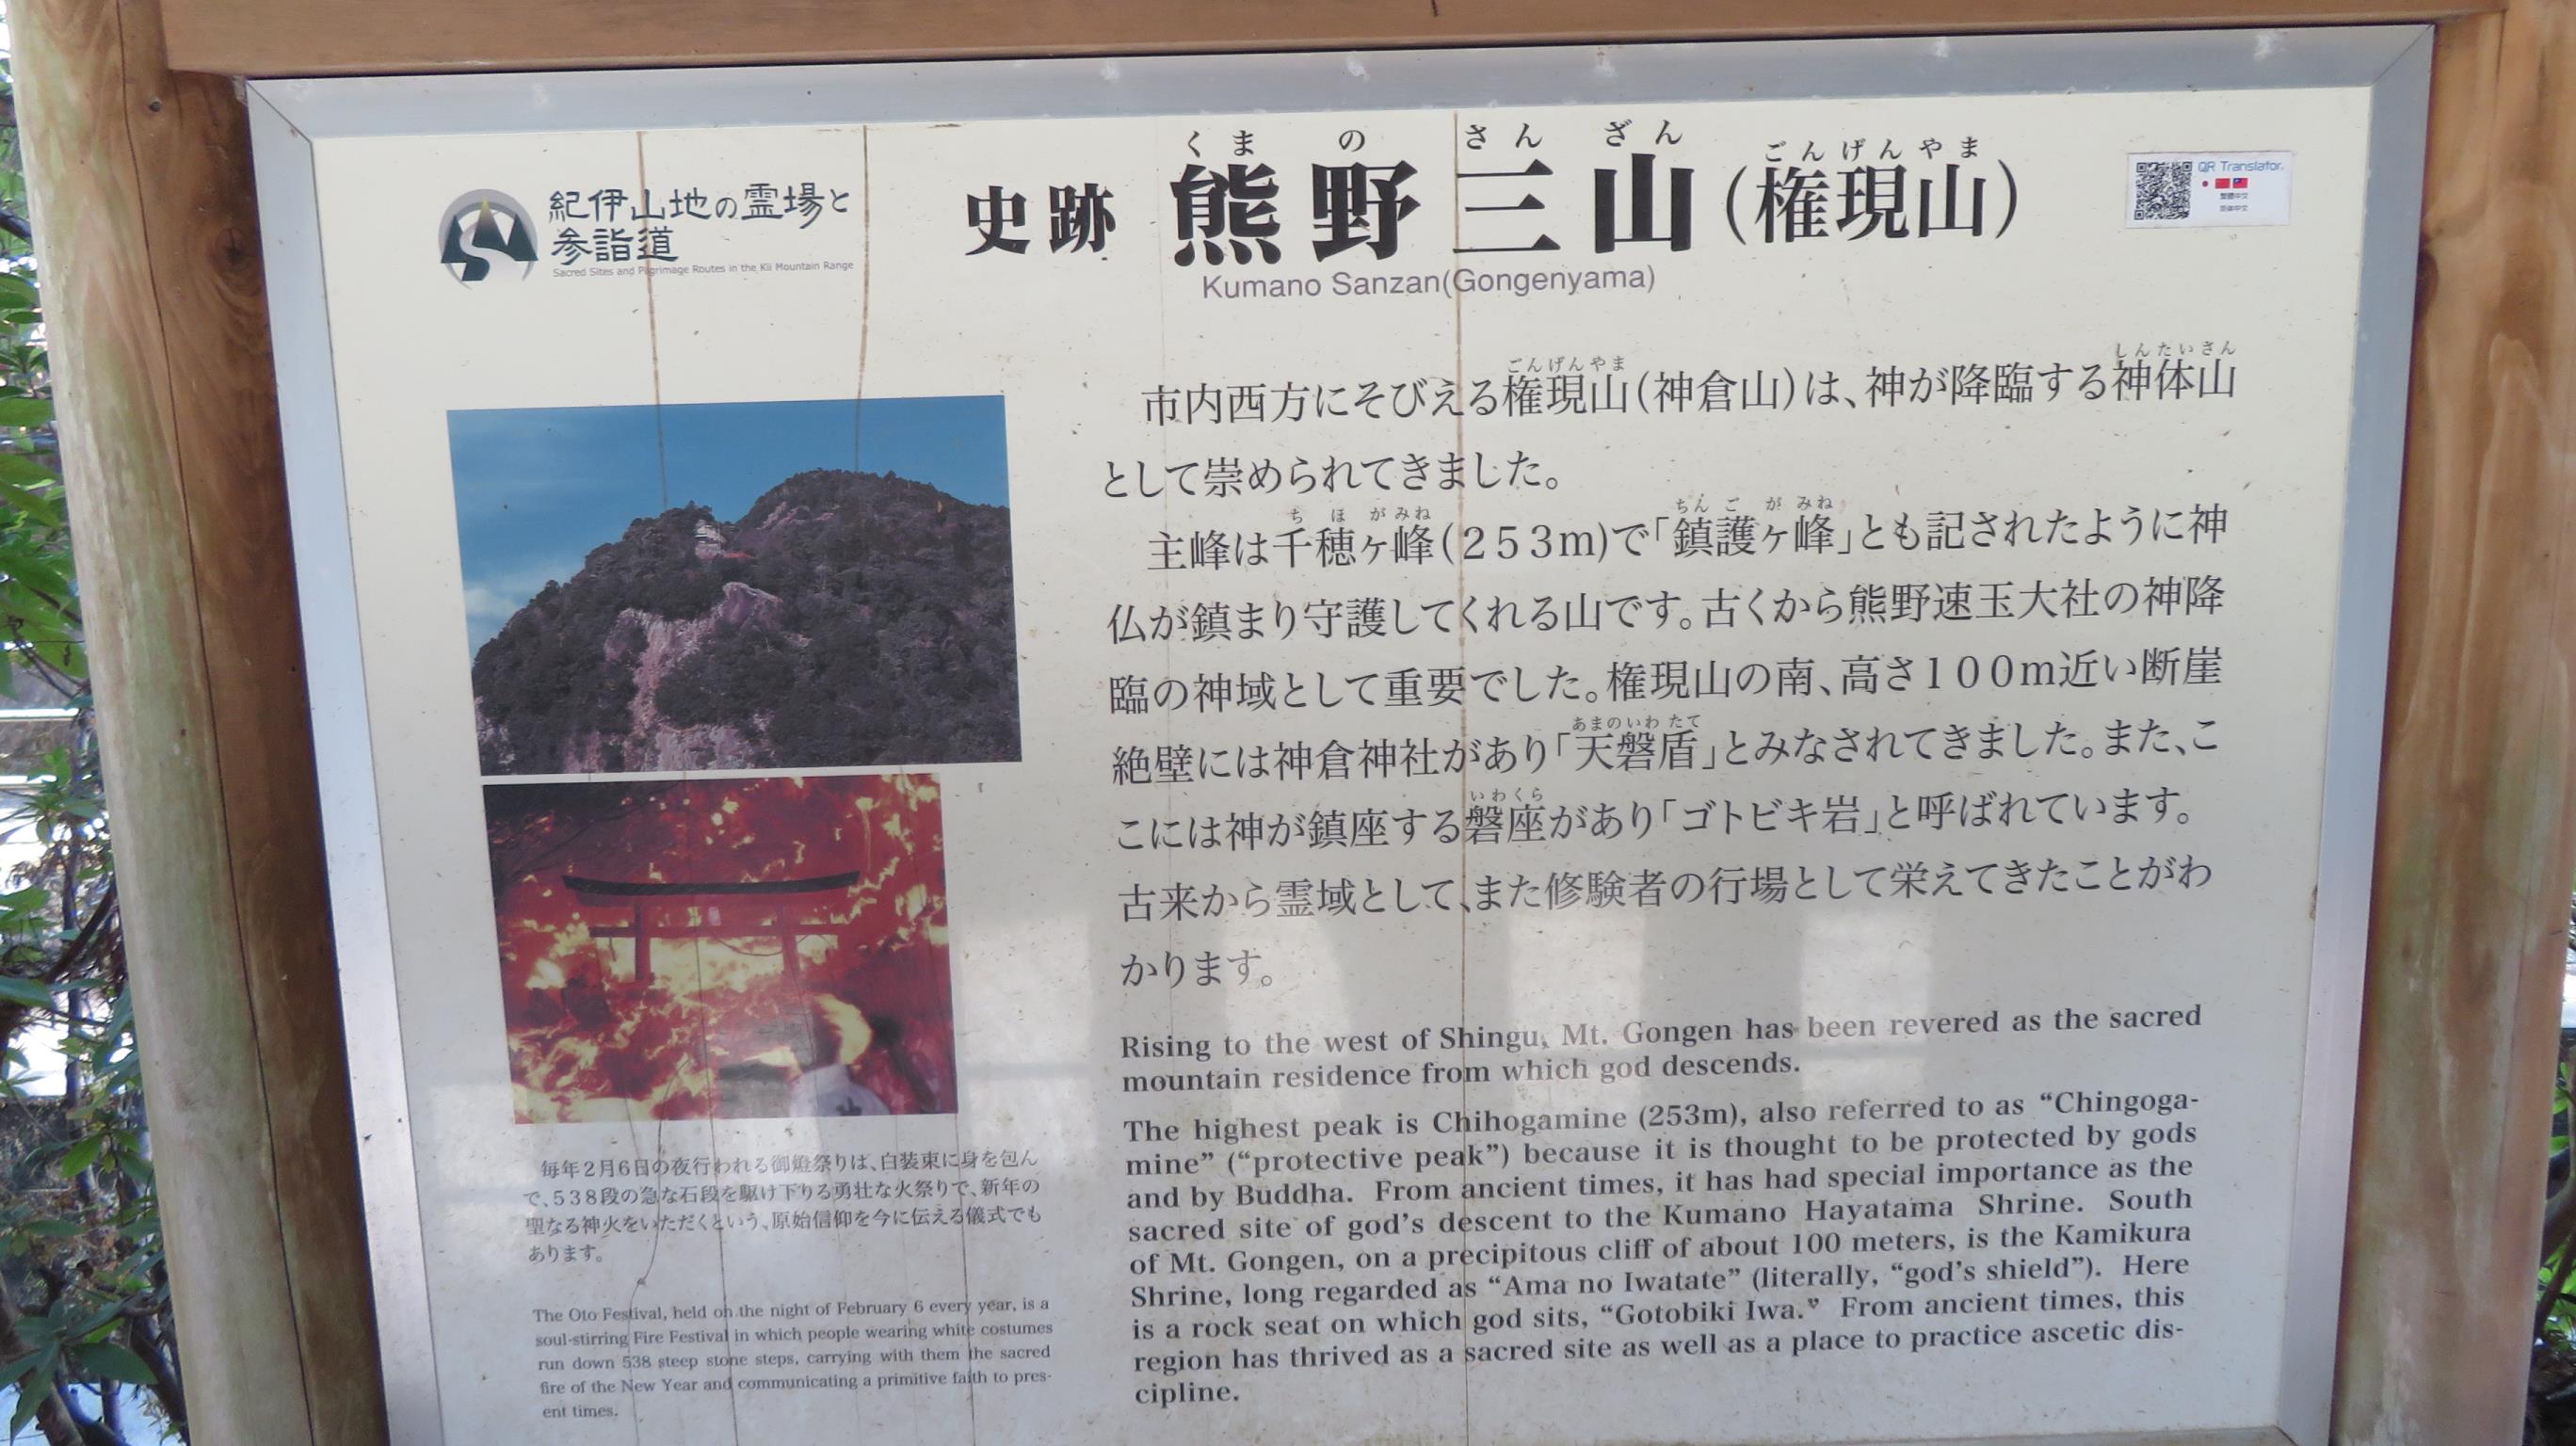 紀伊山地の霊場と
参詣道
Sacred Sites and Pilgrimage Routes in the Kii Mountain Range
くまのさんざん ごんげんやま
史跡 熊野三山(権現山)
Kumano Sanzan(Gongenyama)
QR Translator.
繁體中文
简体中文
ごんげんやま しんたいさん
市内西方にそびえる権現山(神倉山)は、神が降臨する神体山
として崇められてきました。
ちほがみね ちんごがみね
主峰は千穂ヶ峰(253m)で「鎮護ヶ峰」とも記されたように神
仏が鎮まり守護してくれる山です。古くから熊野速玉大社の神降
臨の神域として重要でした。権現山の南、高さ100m近い断崖
あまのいわたて
絶壁には神倉神社があり「天磐盾」とみなされてきました。また、こ
いわくら
こには神が鎮座する磐座があり「ゴトビキ岩」と呼ばれています。
古来から霊域として、また修験者の行場として栄えてきたことがわ
かります。
Rising to the west of Shingu, Mt. Gongen has been revered as the sacred
mountain residence from which god descends.
The highest peak is Chihogamine (253m), also referred to as “Chingoga-
mine” (“protective peak”) because it is thought to be protected by gods
and by Buddha. From ancient times, it has had special importance as the
sacred site of god’s descent to the Kumano Hayatama Shrine. South
of Mt. Gongen, on a precipitous cliff of about 100 meters, is the Kamikura
Shrine, long regarded as “Ama no Iwatate” (literally, “god’s shield”). Here
is a rock seat on which god sits, “Gotobiki Iwa.” From ancient times, this
region has thrived as a sacred site as well as a place to practice ascetic dis-
cipline.
毎年2月6日の夜行われる御燈祭りは、白装束に身を包ん
で、538段の急な石段を駆け下りる勇壮な火祭りで、新年の
聖なる神火をいただくという、原始信仰を今に伝える儀式でも
あります。
The Oto Festival, held on the night of February 6 every year, is a
soul-stirring Fire Festival in which people wearing white costumes
run down 538 steep stone steps, carrying with them the sacred
fire of the New Year and communicating a primitive faith to pres-
ent times.